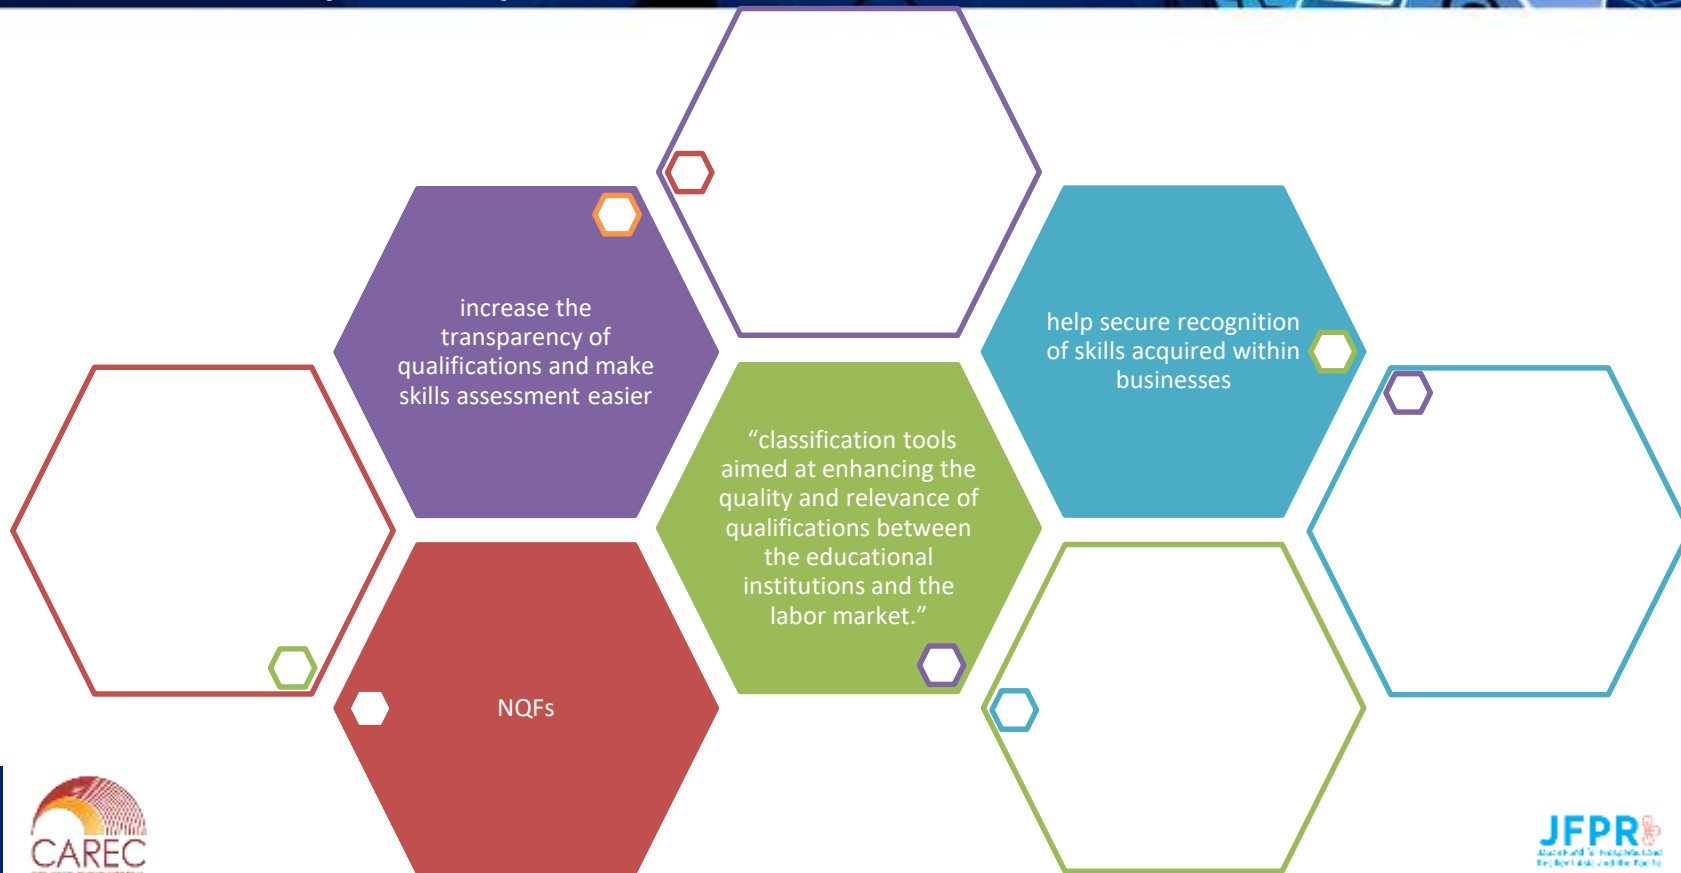 increase the
transparency of
qualifications and make
skills assessment easier
help secure recognition
of skills acquired within
businesses
“classification tools
aimed at enhancing the
quality and relevance of
qualifications between
the educational
institutions and the
labor market.”
NQFs
CAREC
JFPR